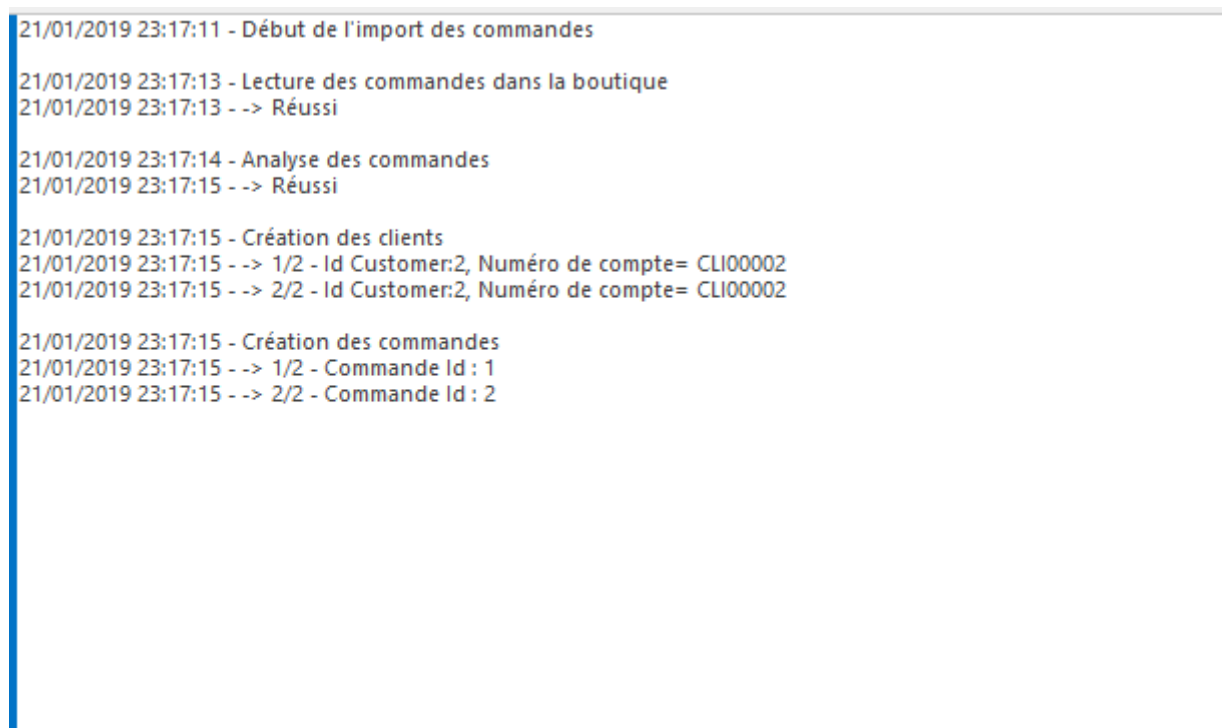 21/01/2019 23:17:11 - Début de l'import des commandes
21/01/2019 23:17:13 - Lecture des commandes dans la boutique
21/01/2019 23:17:13 - -> Réussi
21/01/2019 23:17:14 - Analyse des commandes
21/01/2019 23:17:15 - -> Réussi
21/01/2019 23:17:15 - Création des clients
21/01/2019 23:17:15 - -> 1/2 - Id Customer:2, Numéro de compte= CLI00002
21/01/2019 23:17:15 - -> 2/2 - Id Customer:2, Numéro de compte= CLI00002
21/01/2019 23:17:15 - Création des commandes
21/01/2019 23:17:15 - -> 1/2 - Commande Id : 1
21/01/2019 23:17:15 - -> 2/2 - Commande Id : 2